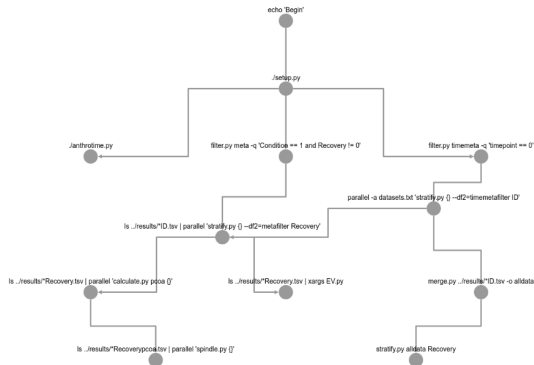 echo 'Begin'
./setup.py
./anthrotime.py
filter.py meta -q 'Condition == 1 and Recovery != 0'
filter.py timemeta -q 'timepoint == 0'
parallel -a datasets.txt 'stratify.py {} --df2=timemetafilter ID'
ls ../results/*ID.tsv | parallel 'stratify.py {} --df2=metafilter Recovery'
ls ../results/*Recovery.tsv | parallel 'calculate.py pcoa {}'
ls ../results/*Recovery.tsv | xargs EV.py
merge.py ../results/*ID.tsv -o alldata
ls ../results/*Recoverypcoa.tsv | parallel 'spindle.py {}'
stratify.py alldata Recovery